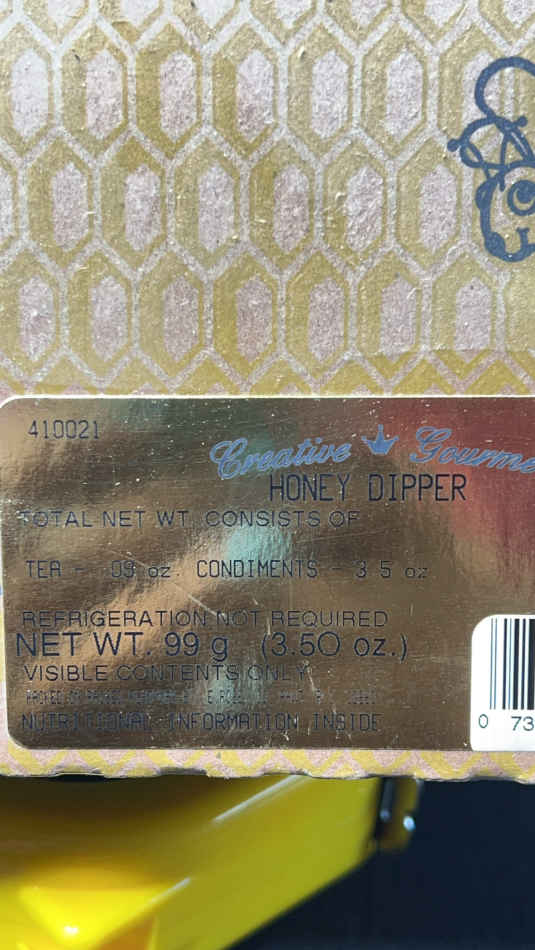 410021
Creative Gourme
HONEY DIPPER
TOTAL NET WT. CONSISTS OF
TEA - .09 oz. CONDIMENTS - 3.5 oz
REFRIGERATION NOT REQUIRED
NET WT. 99 g (3.50 oz.)
VISIBLE CONTENTS ONLY
NUTRITIONAL INFORMATION INSIDE
0 73